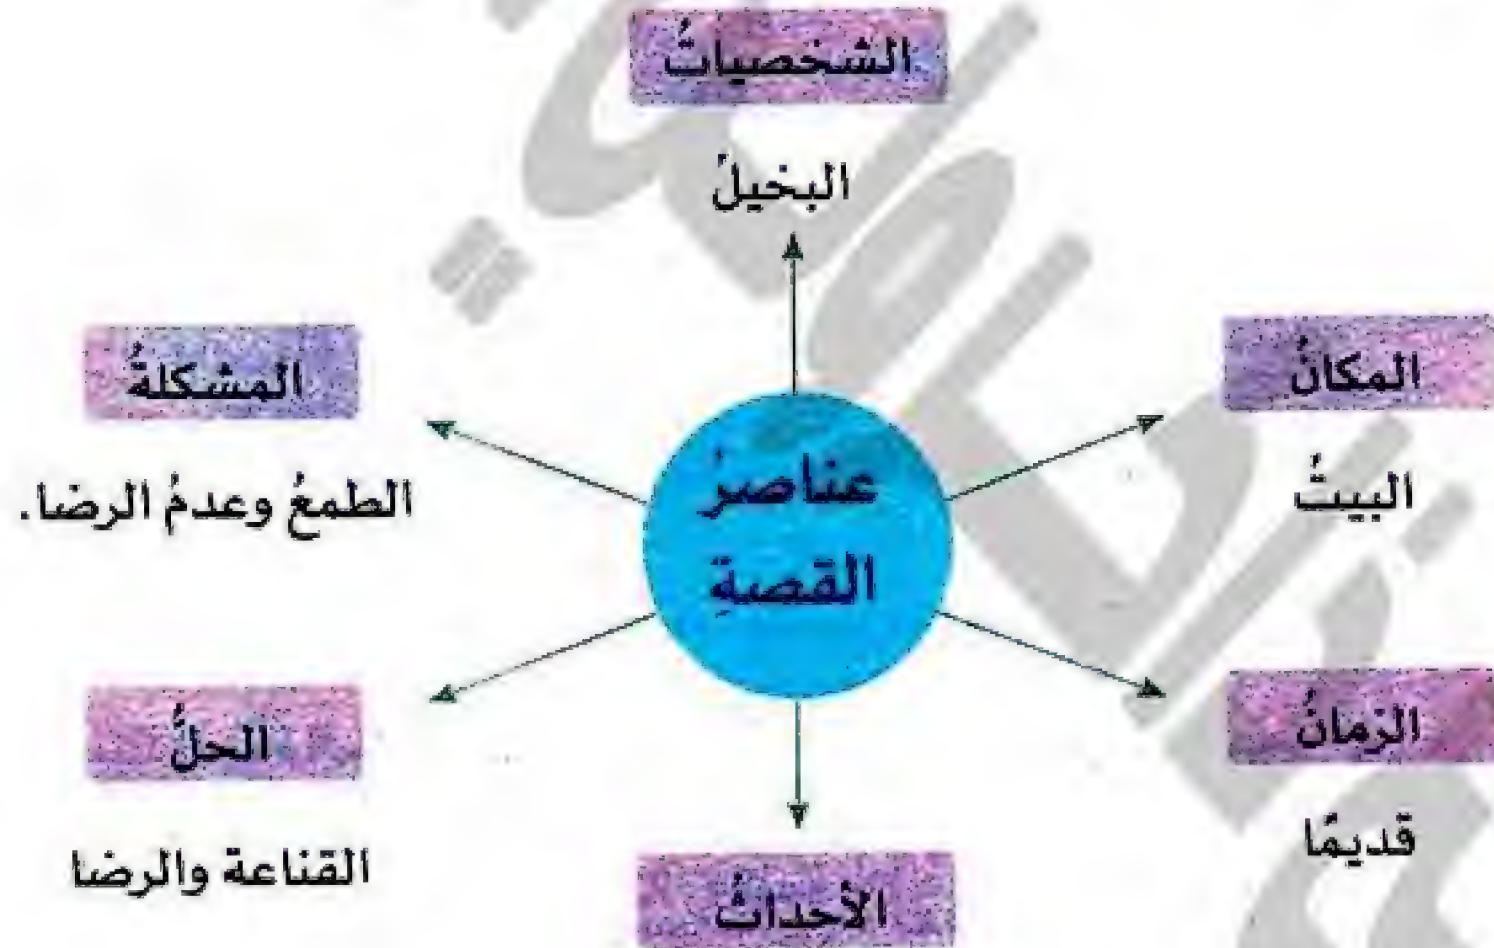 الشخصياتُ
البخيلُ
المكانُ
البيتُ
المشكلةُ
الطمعُ وعدمُ الرضا.
عناصرُ
القصةِ
الزمانُ
قديمًا
الحلُّ
القناعة والرضا
الأحداثُ